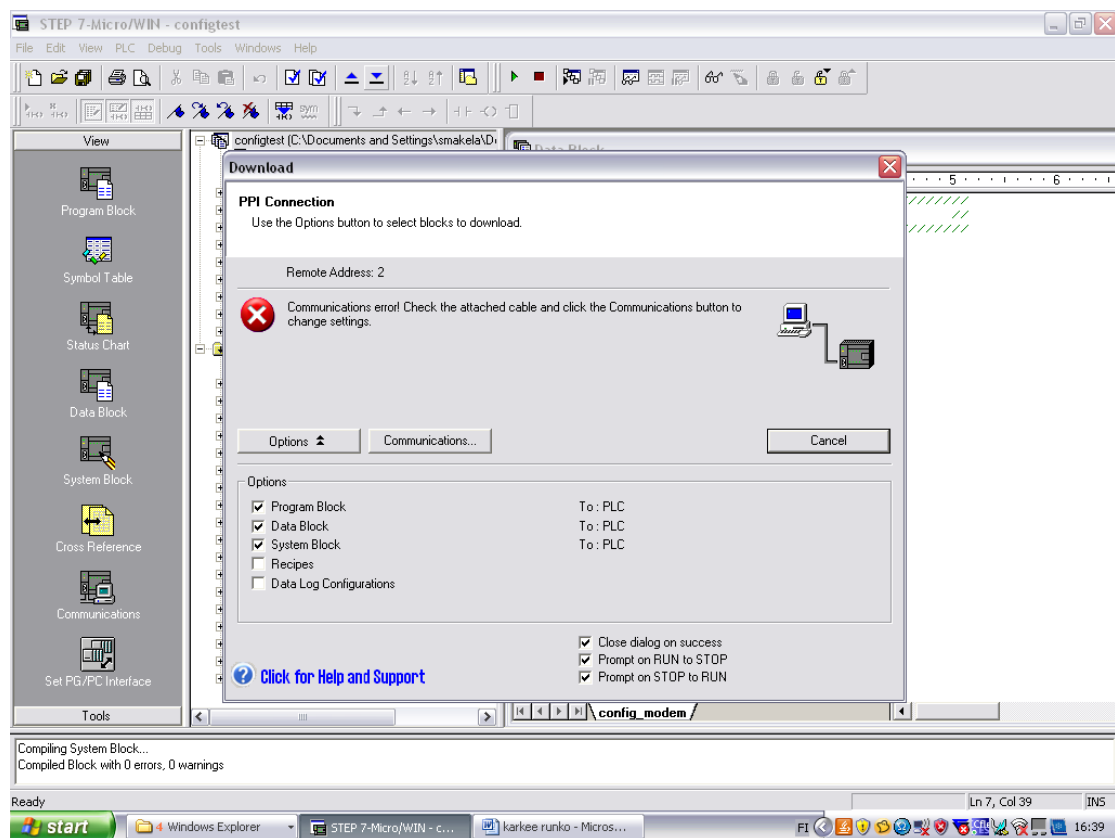 STEP 7-Micro/WIN - configtest
File Edit View PLC Debug Tools Windows Help
View
configtest (C:\Documents and Settings\smakela\D
Data Block
Download
PPI Connection
Use the Options button to select blocks to download.
5 6
Remote Address: 2
Communications error! Check the attached cable and click the Communications button to
change settings.
Options
Communications...
Cancel
Options
Program Block To : PLC
Data Block To : PLC
System Block To : PLC
Recipes
Data Log Configurations
Close dialog on success
Prompt on RUN to STOP
Prompt on STOP to RUN
Click for Help and Support
Program Block
Symbol Table
Status Chart
Data Block
System Block
Cross Reference
Communications
Set PG/PC Interface
Tools
config_modem
Compiling System Block...
Compiled Block with 0 errors, 0 warnings
Ready
Ln 7, Col 39
INS
start
4 Windows Explorer
STEP 7-Micro/WIN - c...
karkee runko - Micros...
FI
16:39